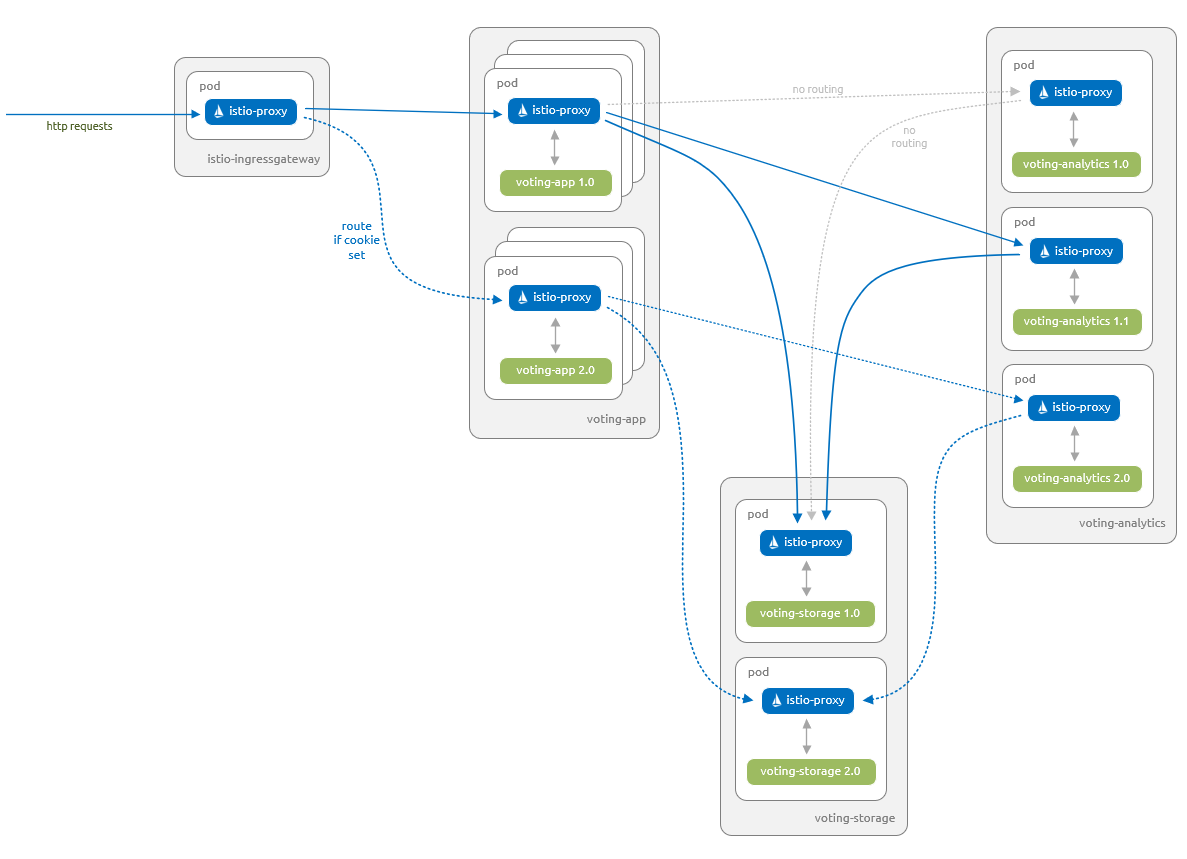 http requests
pod
istio-proxy
istio-ingressgateway
route
if cookie
set
pod
istio-proxy
voting-app 1.0
pod
istio-proxy
voting-app 2.0
voting-app
no routing
no
routing
pod
istio-proxy
voting-analytics 1.0
pod
istio-proxy
voting-analytics 1.1
pod
istio-proxy
voting-analytics 2.0
voting-analytics
pod
istio-proxy
voting-storage 1.0
pod
istio-proxy
voting-storage 2.0
voting-storage